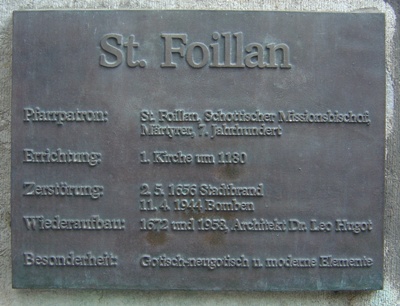 St. Foillan
Pfarrpatron: St. Foillan, Schottischer Missionsbischof,
Märtyrer, 7. Jahrhundert
Errichtung: 1. Kirche um 1180
Zerstörung: 2. 5. 1656 Stadtbrand
11. 4. 1944 Bomben
Wiederaufbau: 1672 und 1958, Architekt Dr. Leo Hugot
Besonderheit: Gotisch-neugotisch u. moderne Elemente